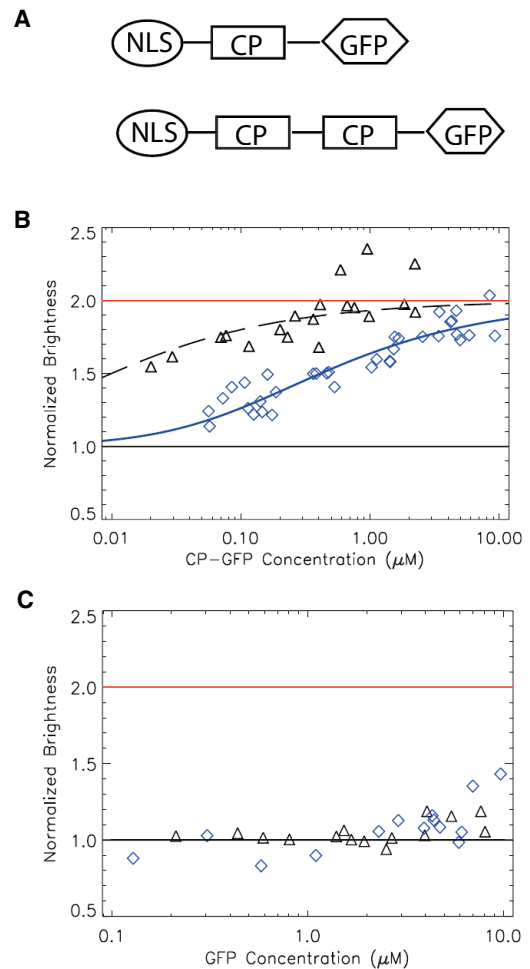 A
NLS CP GFP
NLS CP CP GFP
B
2.5
2.0
1.5
1.0
0.5
Normalized Brightness
0.01 0.10 1.00 10.00
CP-GFP Concentration (μM)
C
2.5
2.0
1.5
1.0
0.5
Normalized Brightness
0.1 1.0 10.0
GFP Concentration (μM)